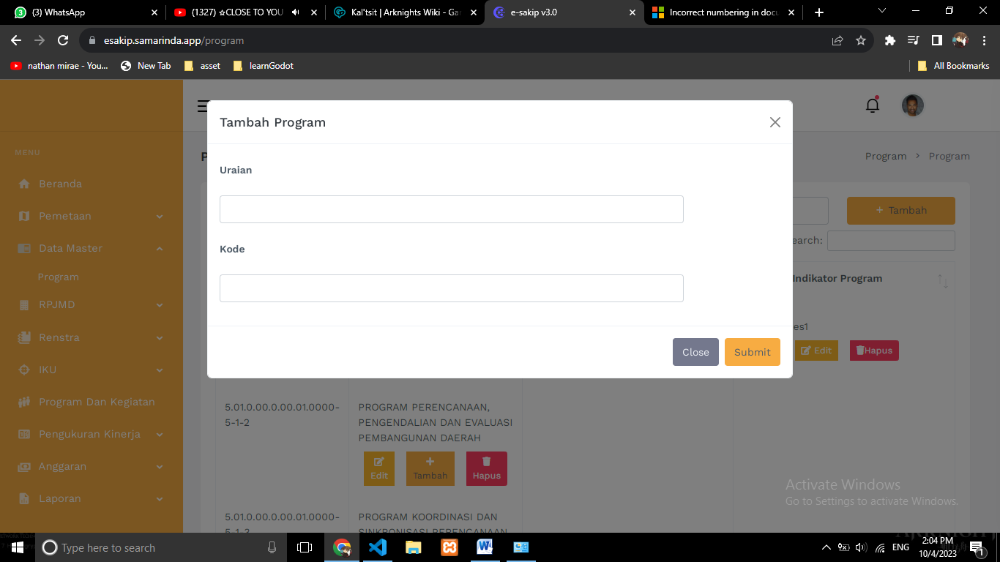 (3) WhatsApp
(1327) ☆CLOSE TO YOU
Kal'tsit | Arknights Wiki - Ga
e-sakip v3.0
Incorrect numbering in docu
esakip.samarinda.app/program
nathan mirae - You...
New Tab
asset
learnGodot
All Bookmarks
Tambah Program
Uraian
Kode
Close
Submit
MENU
Beranda
Pemetaan
Data Master
Program
RPJMD
Renstra
IKU
Program Dan Kegiatan
Pengukuran Kinerja
Anggaran
Laporan
P
Program > Program
+ Tambah
earch:
Indikator Program
es1
Edit
Hapus
5.01.0.00.0.00.01.0000-
5-1-2
PROGRAM PERENCANAAN,
PENGENDALIAN DAN EVALUASI
PEMBANGUNAN DAERAH
Edit
Tambah
Hapus
5.01.0.00.0.00.01.0000-
5-1-3
PROGRAM KOORDINASI DAN
SINKRONISASI PERENCANAAN
Activate Windows
Go to Settings to activate Windows.
Type here to search
ENG
2:04 PM
10/4/2023
1